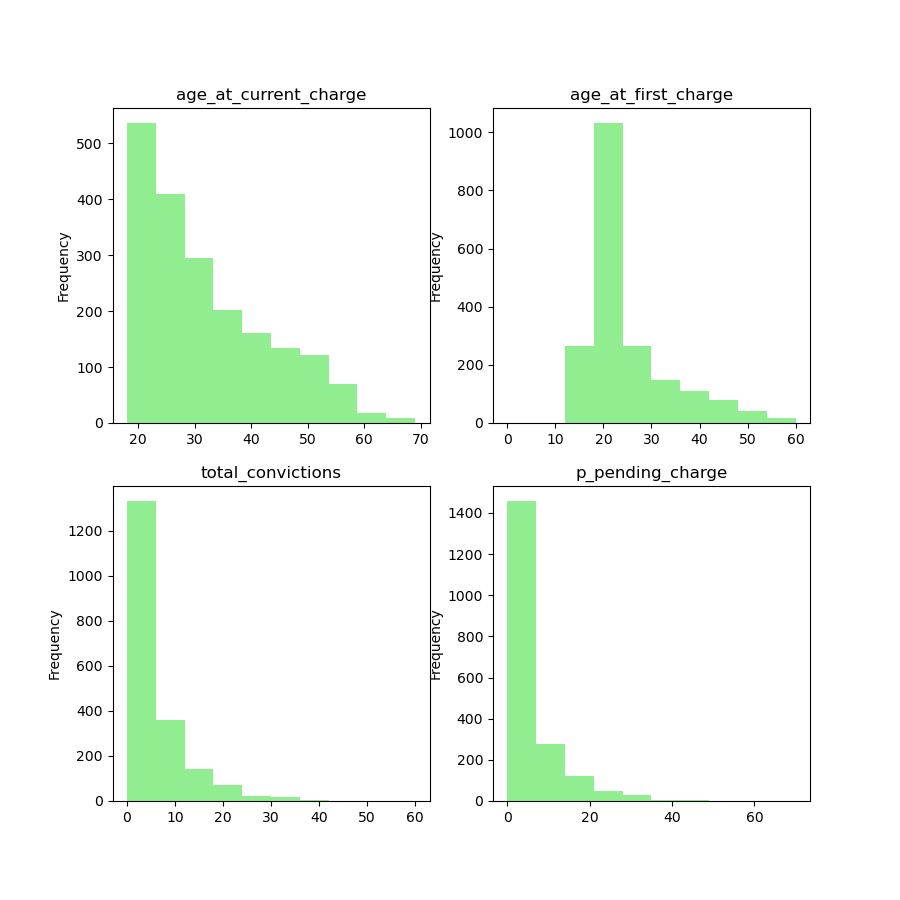 age_at_current_charge
Frequency
500
400
300
200
100
0
20 30 40 50 60 70
age_at_first_charge
Frequency
1000
800
600
400
200
0
0 10 20 30 40 50 60
total_convictions
Frequency
1200
1000
800
600
400
200
0
0 10 20 30 40 50 60
p_pending_charge
Frequency
1400
1200
1000
800
600
400
200
0
0 20 40 60